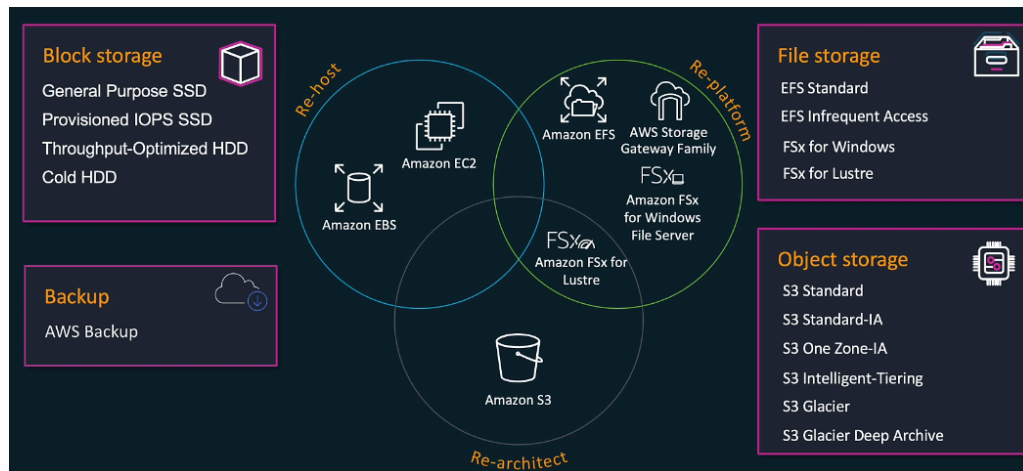 Block storage
General Purpose SSD
Provisioned IOPS SSD
Throughput-Optimized HDD
Cold HDD
Backup
AWS Backup
Re-host
Amazon EC2
Amazon EBS
Re-platform
Amazon EFS
AWS Storage
Gateway Family
FSx
Amazon FSx
for Windows
File Server
FSx
Amazon FSx for
Lustre
Amazon S3
Re-architect
File storage
EFS Standard
EFS Infrequent Access
FSx for Windows
FSx for Lustre
Object storage
S3 Standard
S3 Standard-IA
S3 One Zone-IA
S3 Intelligent-Tiering
S3 Glacier
S3 Glacier Deep Archive